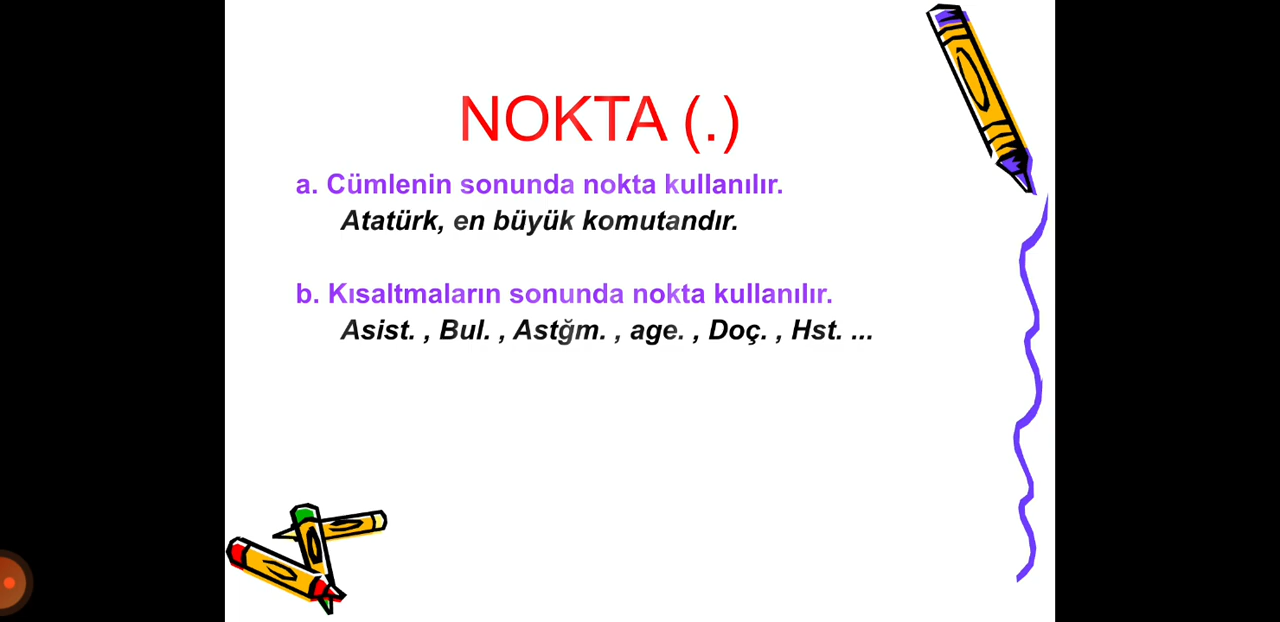 NOKTA (.)
a. Cümlenin sonunda nokta kullanılır.
Atatürk, en büyük komutandır.
b. Kısaltmaların sonunda nokta kullanılır.
Asist. , Bul. , Astğm. , age. , Doç. , Hst. ...